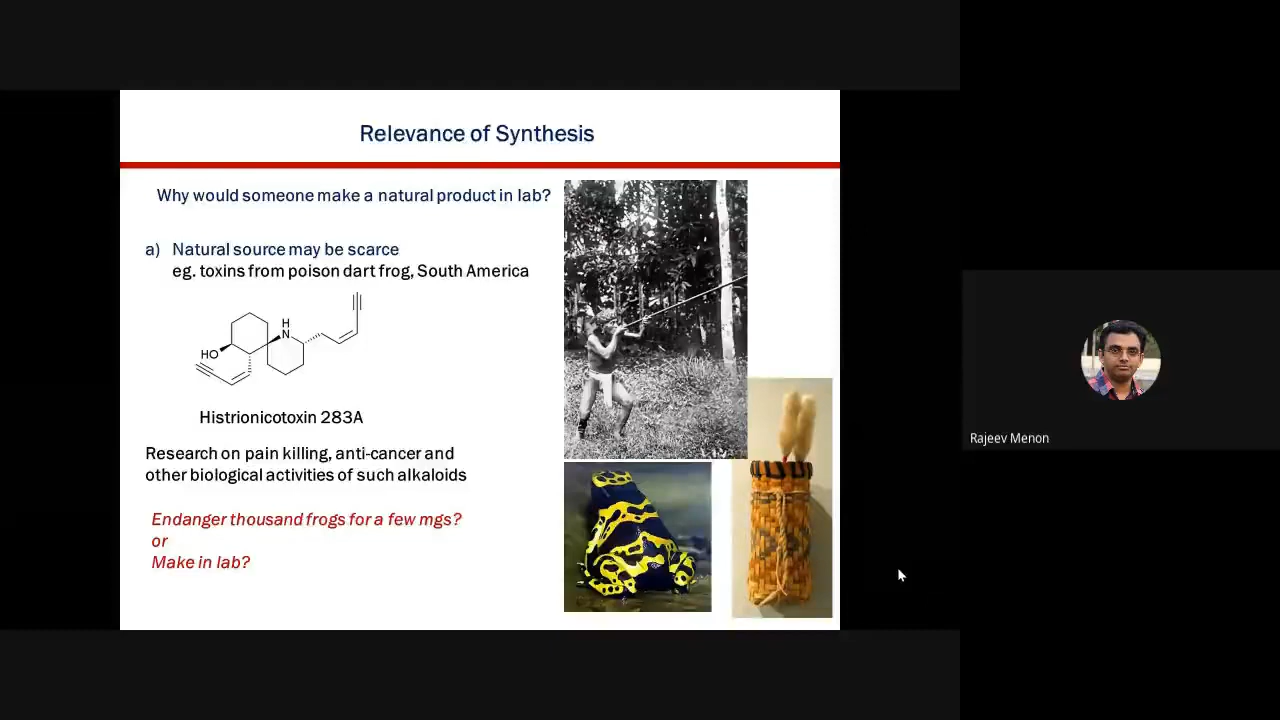 Relevance of Synthesis
Why would someone make a natural product in lab?
a) Natural source may be scarce
eg. toxins from poison dart frog, South America
H
N
HO
Histrionicotoxin 283A
Research on pain killing, anti-cancer and
other biological activities of such alkaloids
Endanger thousand frogs for a few mgs?
or
Make in lab?
Rajeev Menon